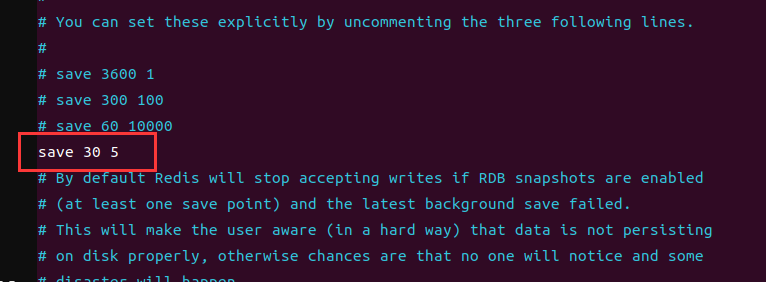 #
# You can set these explicitly by uncommenting the three following lines.
#
# save 3600 1
# save 300 100
# save 60 10000
save 30 5
# By default Redis will stop accepting writes if RDB snapshots are enabled
# (at least one save point) and the latest background save failed.
# This will make the user aware (in a hard way) that data is not persisting
# on disk properly, otherwise chances are that no one will notice and some
# disaster will happen